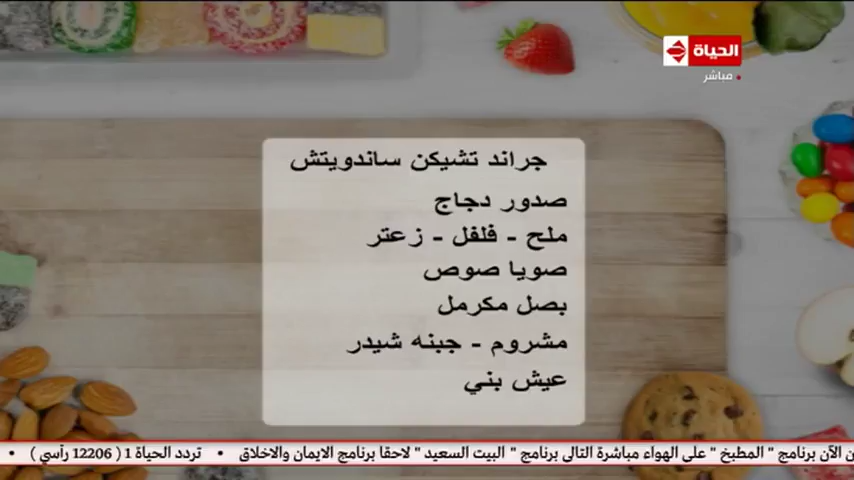 الحياة
مباشر
جراند تشيكن ساندويتش
صدور دجاج
ملح - فلفل - زعتر
صويا صوص
بصل مكرمل
مشروم - جبنه شيدر
عيش بني
الآن برنامج " المطبخ " على الهواء مباشرة التالى برنامج " البيت السعيد " لاحقا برنامج الايمان والاخلاق • تردد الحياة 1 ( 12206 رأسي ) •